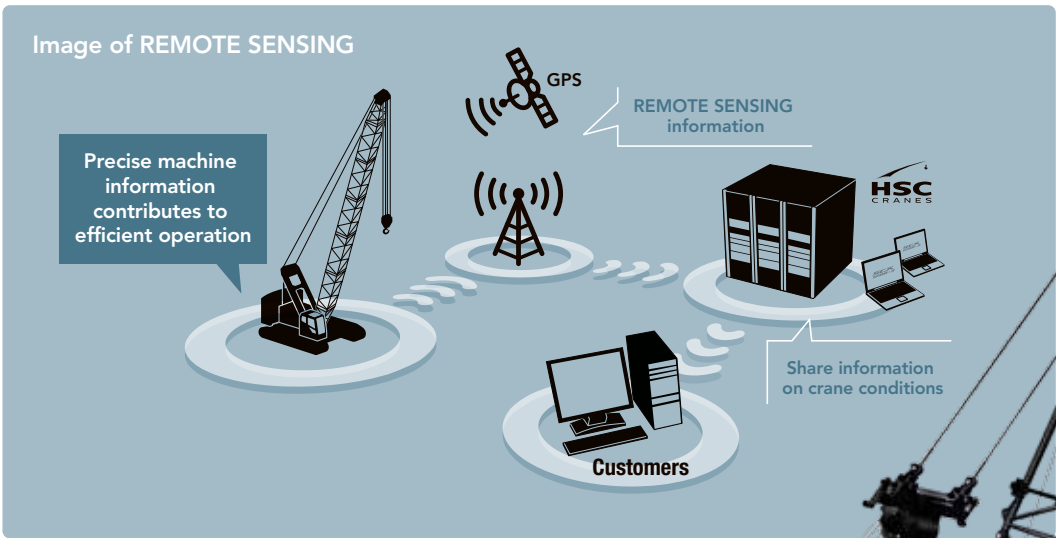 Image of REMOTE SENSING
GPS
REMOTE SENSING
information
Precise machine
information
contributes to
efficient operation
HSC
CRANES
Share information
on crane conditions
Customers